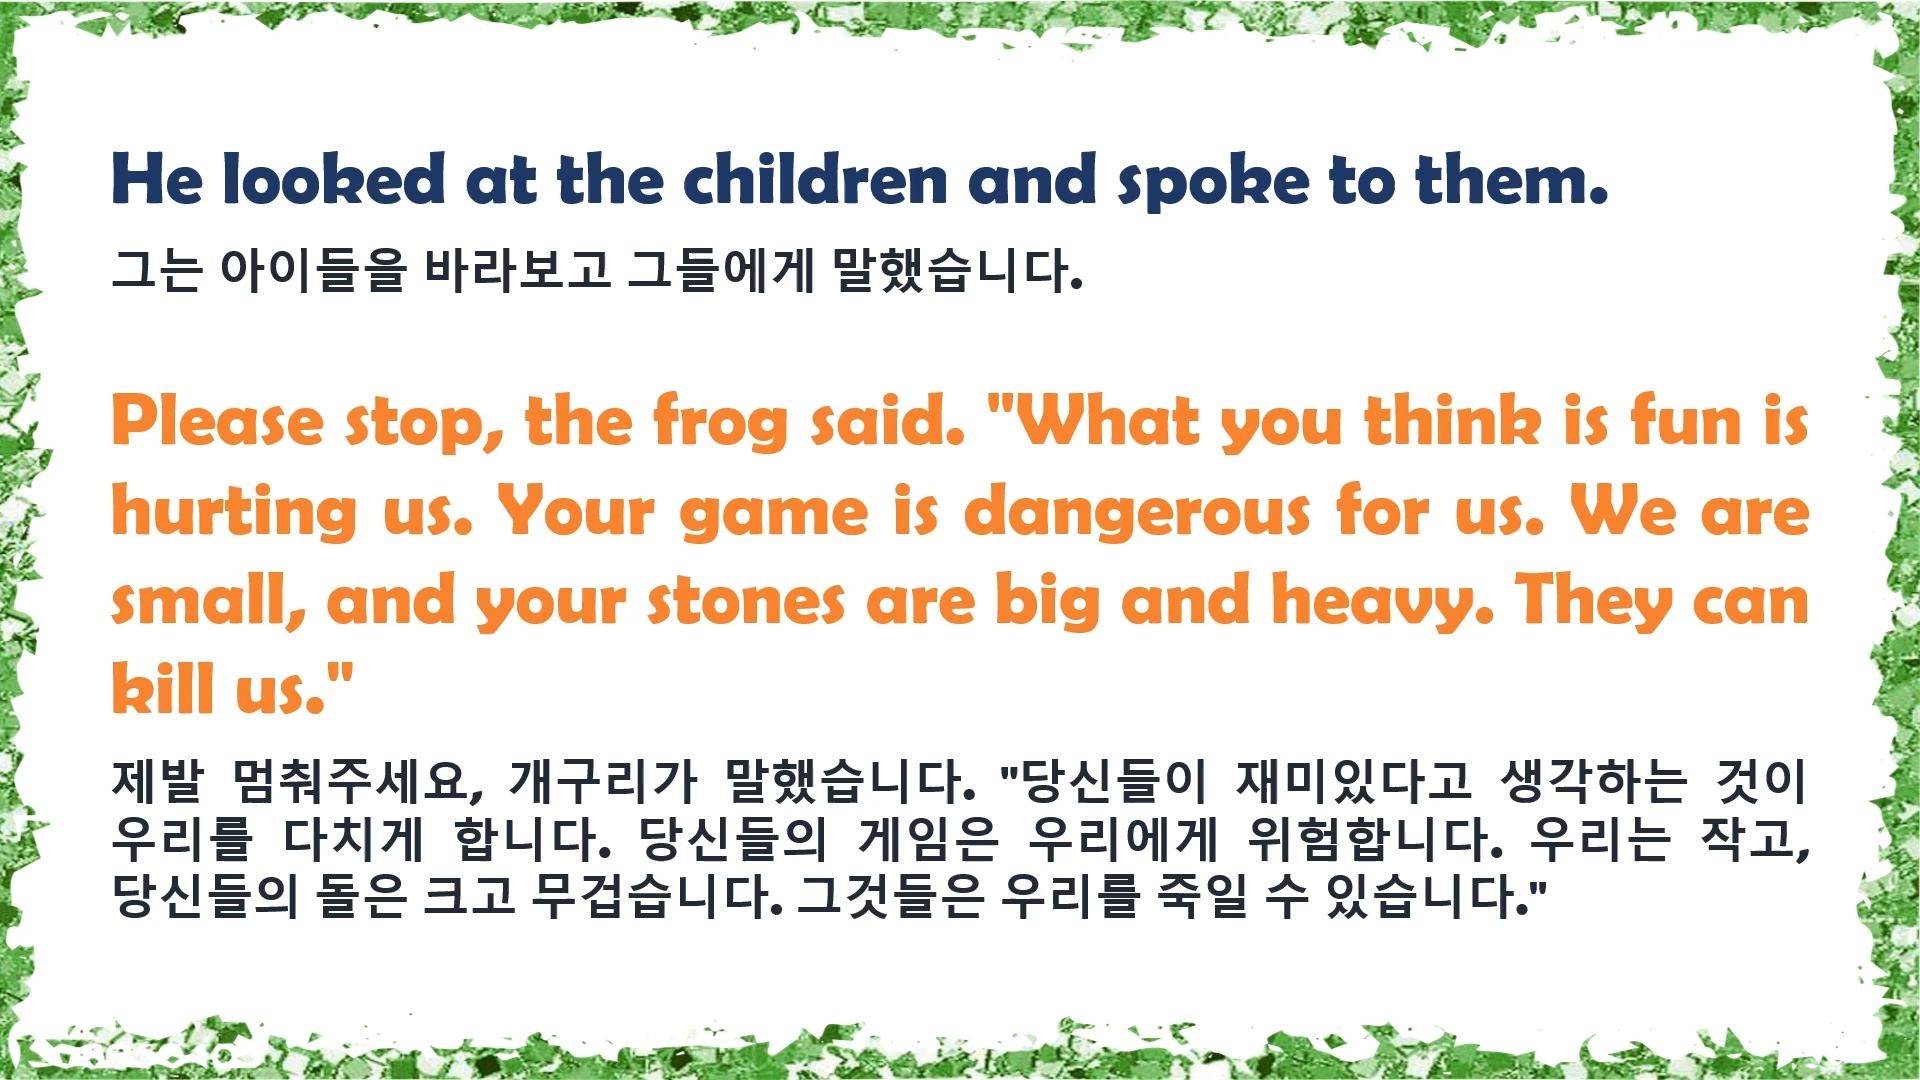 He looked at the children and spoke to them.
그는 아이들을 바라보고 그들에게 말했습니다.
Please stop, the frog said. "What you think is fun is
hurting us. Your game is dangerous for us. We are
small, and your stones are big and heavy. They can
kill us."
제발 멈춰주세요, 개구리가 말했습니다. "당신들이 재미있다고 생각하는 것이
우리를 다치게 합니다. 당신들의 게임은 우리에게 위험합니다. 우리는 작고,
당신들의 돌은 크고 무겁습니다. 그것들은 우리를 죽일 수 있습니다."